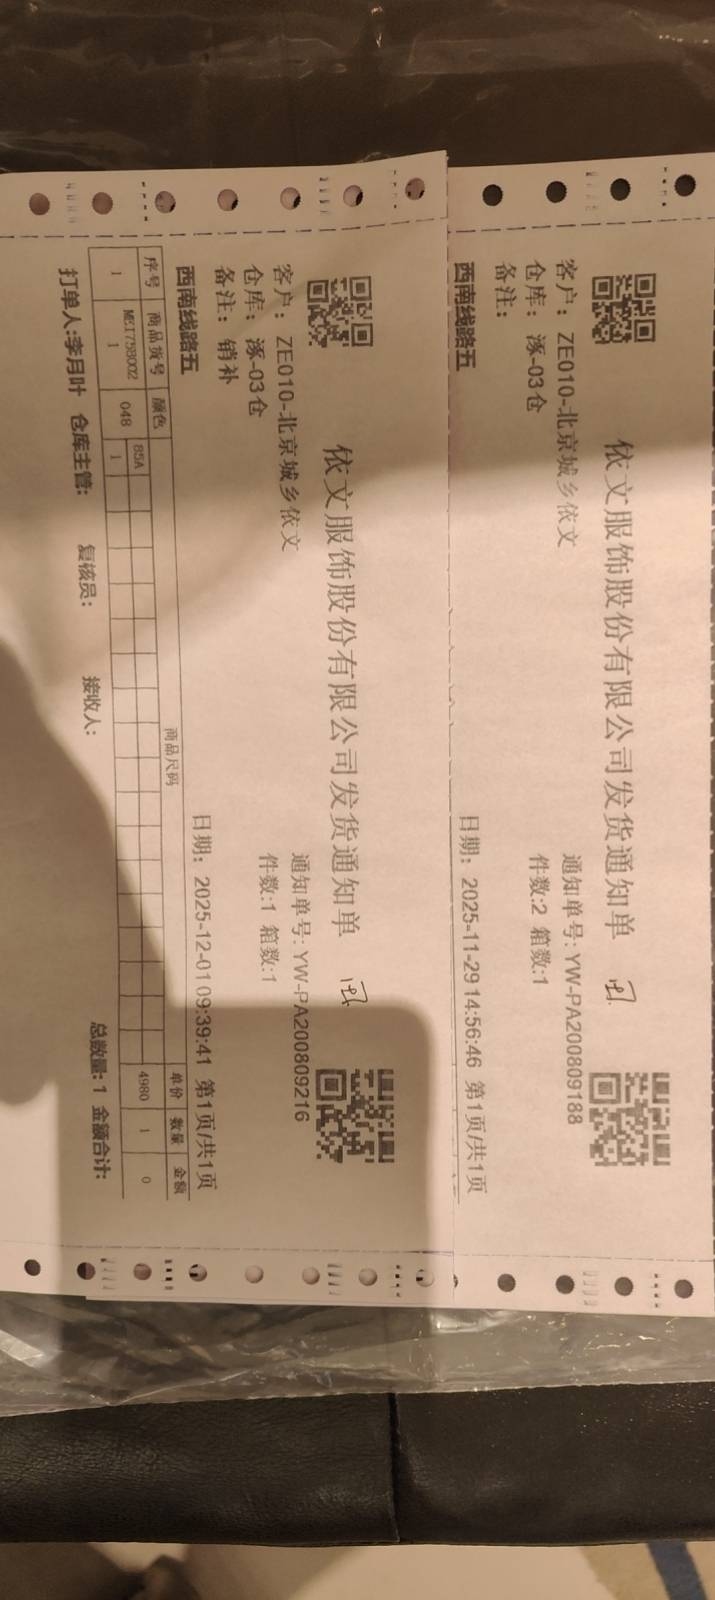 依文服饰股份有限公司发货通知单
客户: ZE010-北京城乡依文
通知单号: YW-PA200809188
仓库: 涿-03仓
件数:2 箱数:1
备注:
西南线路五
日期: 2025-11-29 14:56:46 第1页/共1页
依文服饰股份有限公司发货通知单
客户: ZE010-北京城乡依文
通知单号: YW-PA200809216
仓库: 涿-03仓
件数:1 箱数:1
备注: 销补
西南线路五
日期: 2025-12-01 09:39:41 第1页/共1页
序号 商品货号 颜色 商品尺码 单价 数量 金额
85A
1 ME1758002 048 1 4980 1 0
1
打单人:李月叶 仓库主管: 复核员: 接收人: 总数量: 1 金额合计: